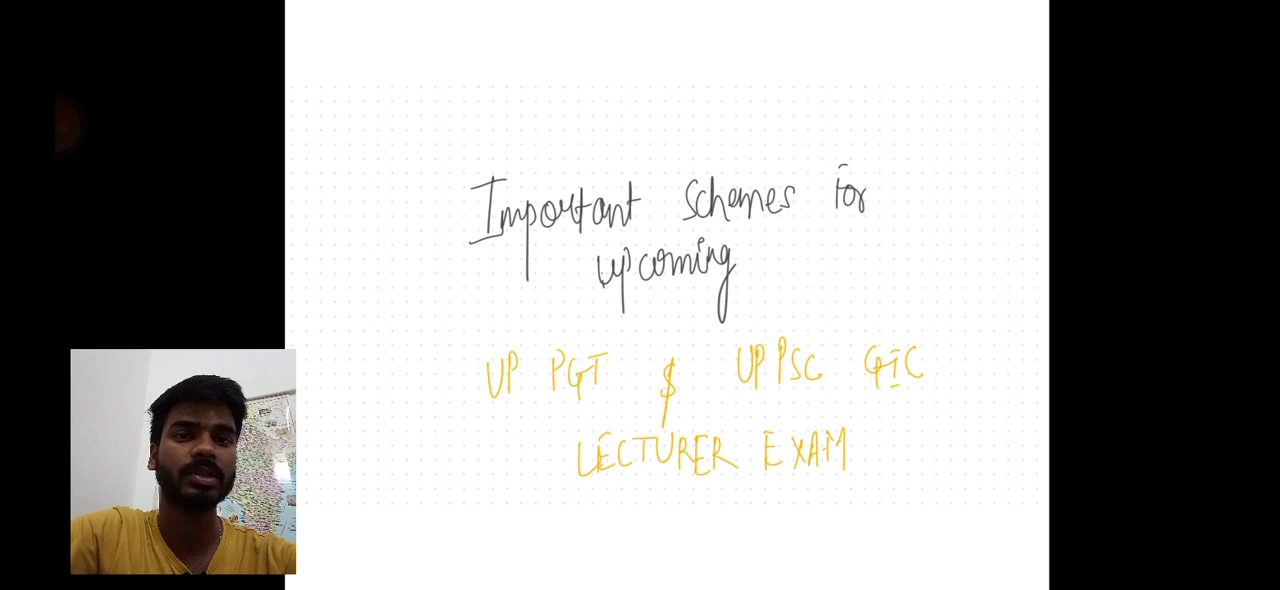 Important Schemes for
upcoming
UP PGT & UPPSC GIC
LECTURER EXAM